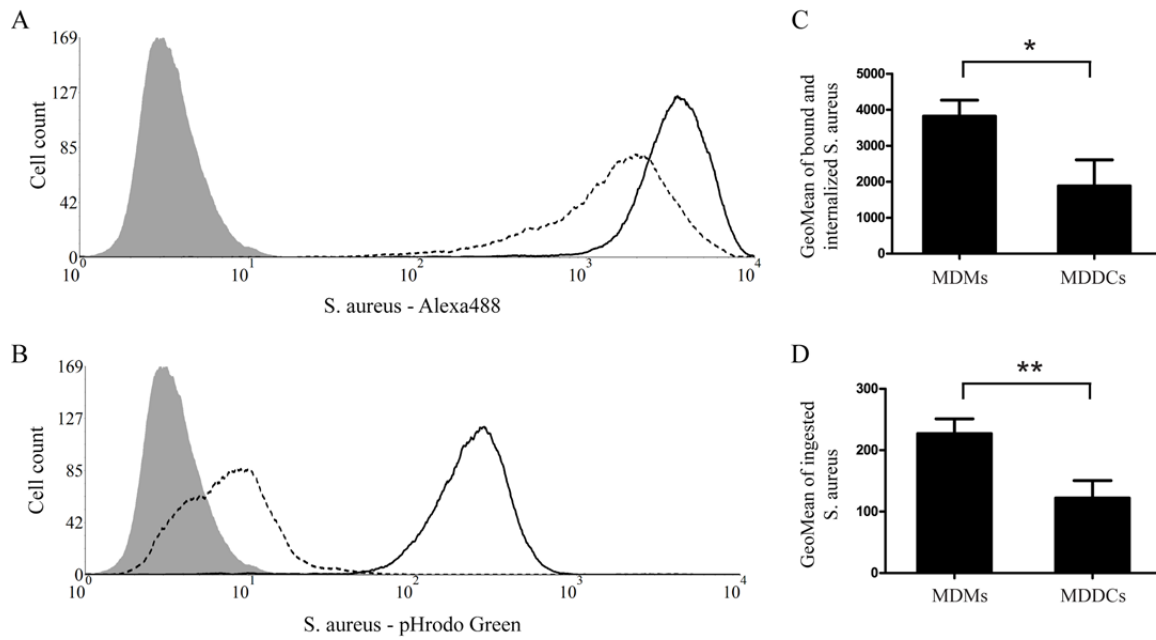 A
169
127
85
42
0
Cell count
10^0
10^1
10^2
10^3
10^4
S. aureus - Alexa488
B
169
127
85
42
0
Cell count
10^0
10^1
10^2
10^3
10^4
S. aureus - pHrodo Green
C
*
5000
4000
3000
2000
1000
0
GeoMean of bound and
internalized S. aureus
MDMs
MDDCs
D
**
300
200
100
0
GeoMean of ingested
S. aureus
MDMs
MDDCs